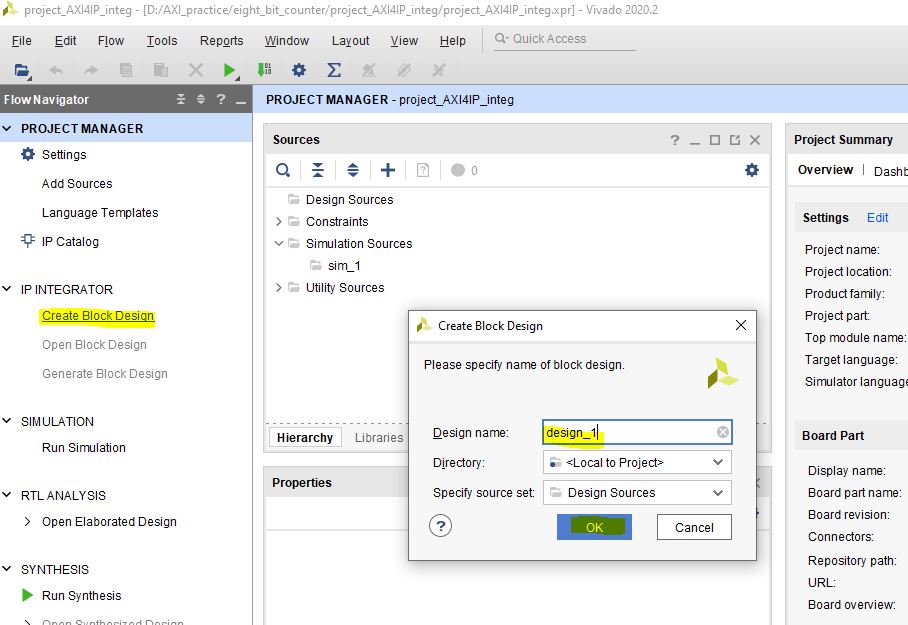 project_AXI4IP_integ - [D:/AXI_practice/eight_bit_counter/project_AXI4IP_integ/project_AXI4IP_integ.xpr] - Vivado 2020.2
File Edit Flow Tools Reports Window Layout View Help Quick Access
Flow Navigator
PROJECT MANAGER
Settings
Add Sources
Language Templates
IP Catalog
IP INTEGRATOR
Create Block Design
Open Block Design
Generate Block Design
SIMULATION
Run Simulation
RTL ANALYSIS
Open Elaborated Design
SYNTHESIS
Run Synthesis
Open Synthesized Design
PROJECT MANAGER - project_AXI4IP_integ
Sources
0
Design Sources
Constraints
Simulation Sources
sim_1
Utility Sources
Hierarchy Libraries
Properties
Create Block Design
Please specify name of block design.
Design name: design_1
Directory: <Local to Project>
Specify source set: Design Sources
OK Cancel
Project Summary
Overview Dashb
Settings Edit
Project name:
Project location:
Product family:
Project part:
Top module name:
Target language:
Simulator language
Board Part
Display name:
Board part name:
Board revision:
Connectors:
Repository path:
URL:
Board overview: